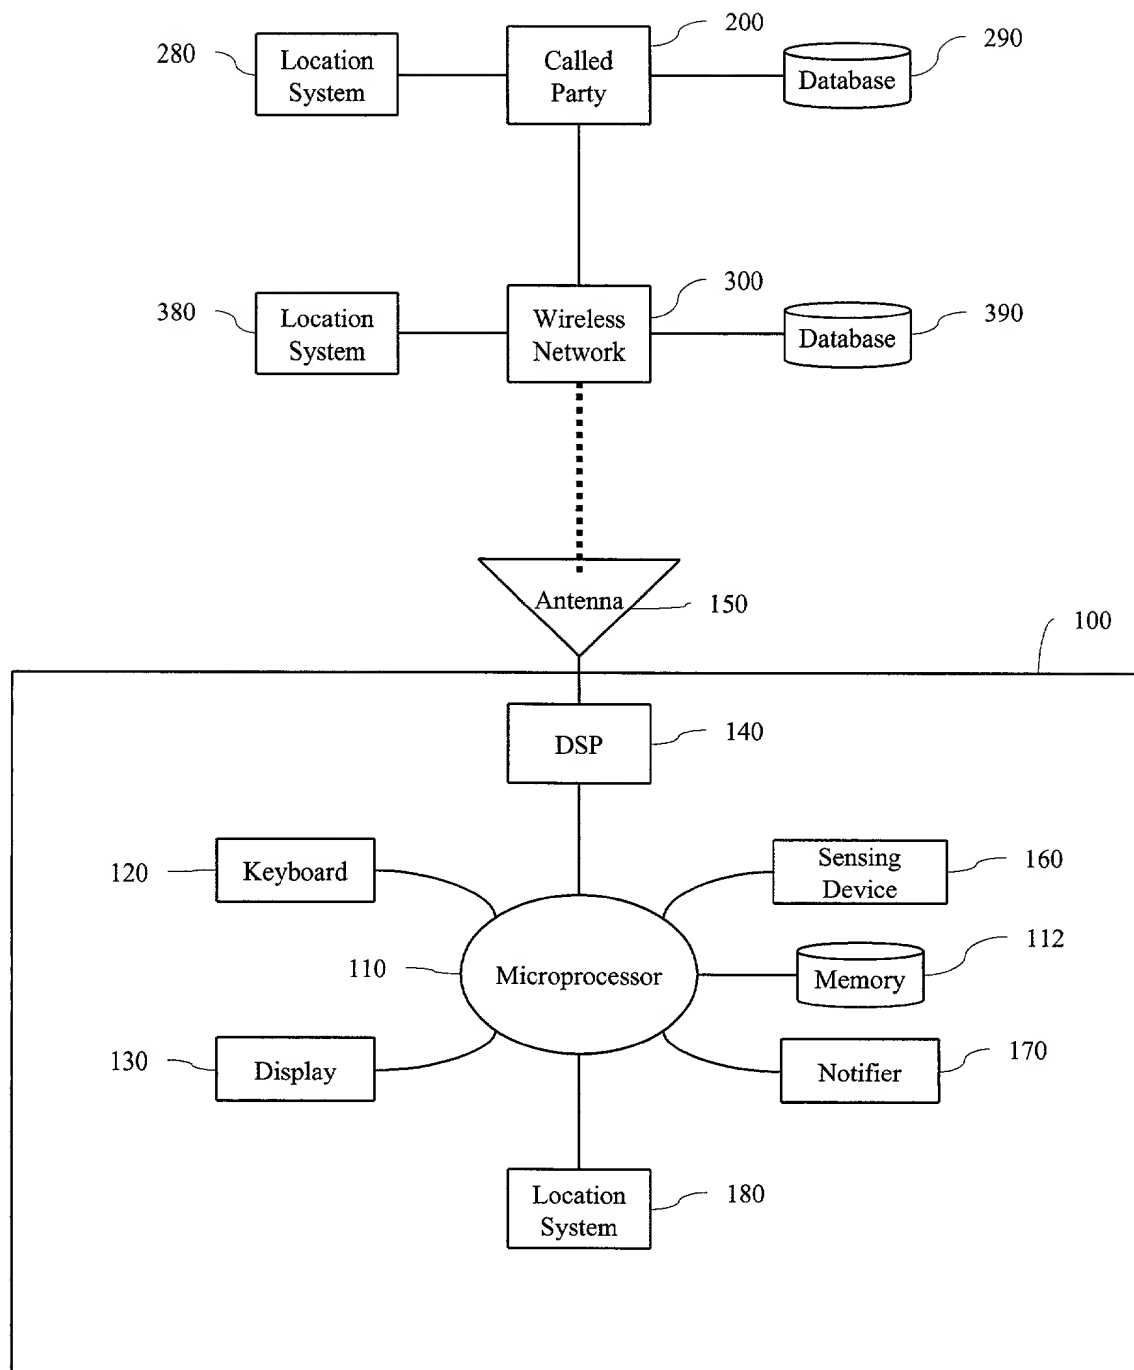 200
280
Location
System
Called
Party
Database
290
380
Location
System
300
Wireless
Network
Database
390
Antenna
150
100
DSP
140
120
Keyboard
Sensing
Device
160
110
Microprocessor
112
Memory
130
Display
170
Notifier
Location
System
180